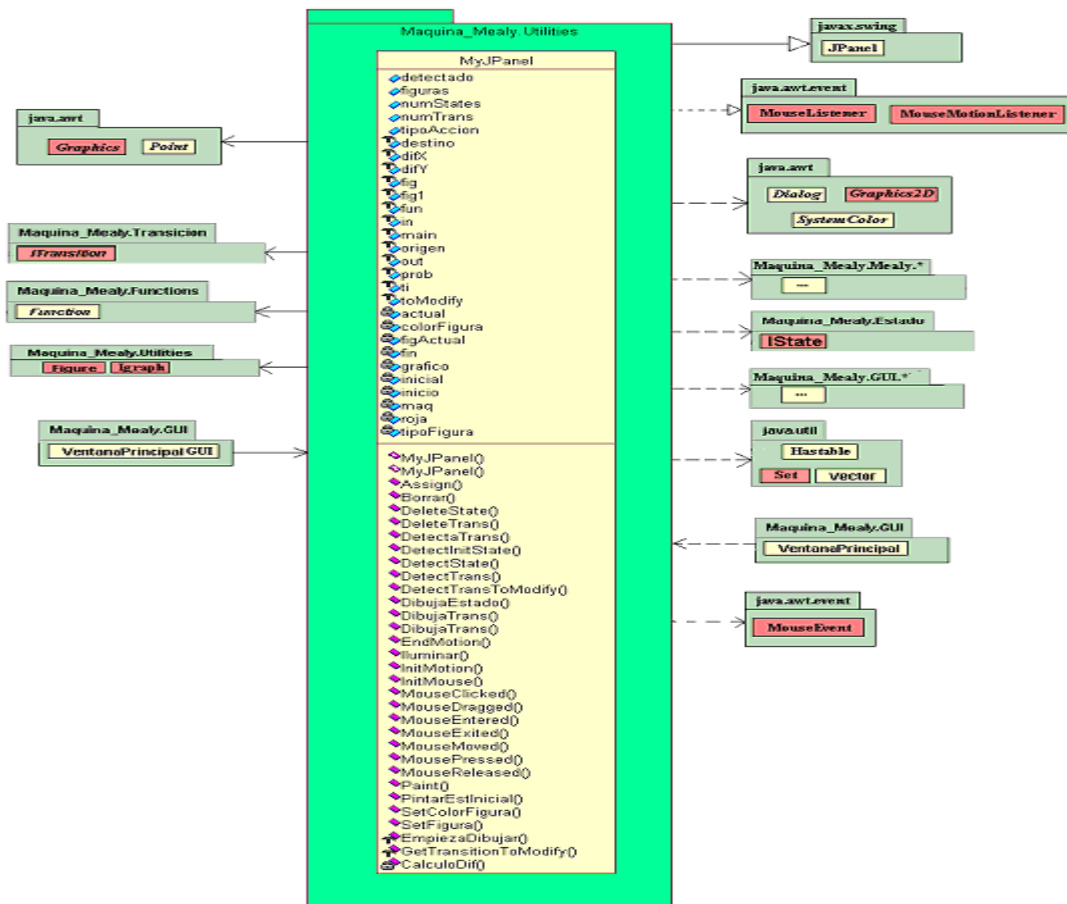 Maquina_Mealy.Utilities
MyJPanel
detectado
figuras
numStates
numTrans
tipoAccion
destino
difX
difY
fig
fig1
fun
in
main
origen
out
prob
ti
toModify
actual
colorFigura
figActual
fin
grafico
inicial
inicio
maq
roja
tipoFigura
MyJPanel()
MyJPanel()
Assign()
Borrar()
DeleteState()
DeleteTrans()
DetectaTrans()
DetectInitState()
DetectState()
DetectTrans()
DetectTransToModify()
DibujaEstado()
DibujaTrans()
DibujaTrans()
EndMotion()
Iluminar()
InitMotion()
InitMouse()
MouseClicked()
MouseDragged()
MouseEntered()
MouseExited()
MouseMoved()
MousePressed()
MouseReleased()
Paint()
PintarEstInicial()
SetColorFigura()
SetFigura()
EmpiezaDibujar()
GetTransitionToModify()
CalculoDif()
java.awt
Graphics Point
Maquina_Mealy.Transicion
ITransition
Maquina_Mealy.Functions
Function
Maquina_Mealy.Utilities
Figure Igraph
Maquina_Mealy.GUI
VentanaPrincipalGUI
javax.swing
JPanel
java.awt.event
MouseListener MouseMotionListener
java.awt
Dialog Graphics2D
SystemColor
Maquina_Mealy.Mealy.*
...
Maquina_Mealy.Estado
IState
Maquina_Mealy.GUI.*
...
java.util
Hastable
Set Vector
Maquina_Mealy.GUI
VentanaPrincipal
java.awt.event
MouseEvent